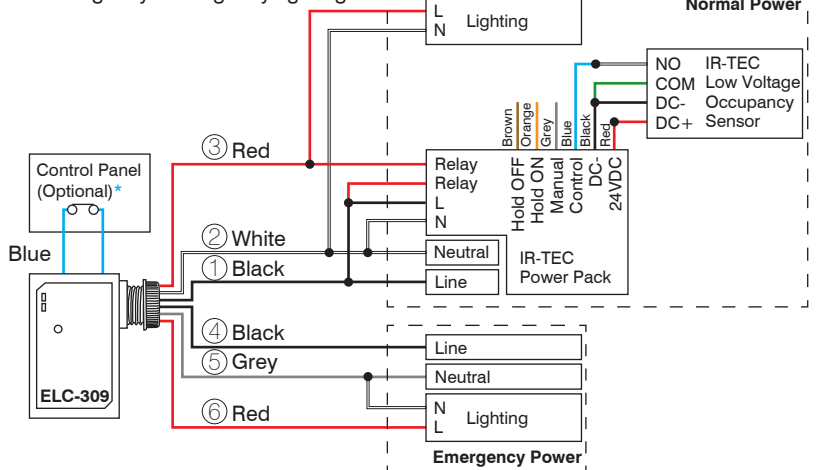 Normal Power
L
N
Lighting
NO IR-TEC
COM Low Voltage
DC- Occupancy
DC+ Sensor
Brown
Orange
Grey
Blue
Black
Red
③ Red
Relay
Relay
L
N
Hold OFF
Hold ON
Manual
Control
DC-
24VDC
IR-TEC
Power Pack
Control Panel
(Optional)*
Blue
② White
Neutral
① Black
Line
④ Black
Line
⑤ Grey
Neutral
ELC-309
⑥ Red
N
L
Lighting
Emergency Power